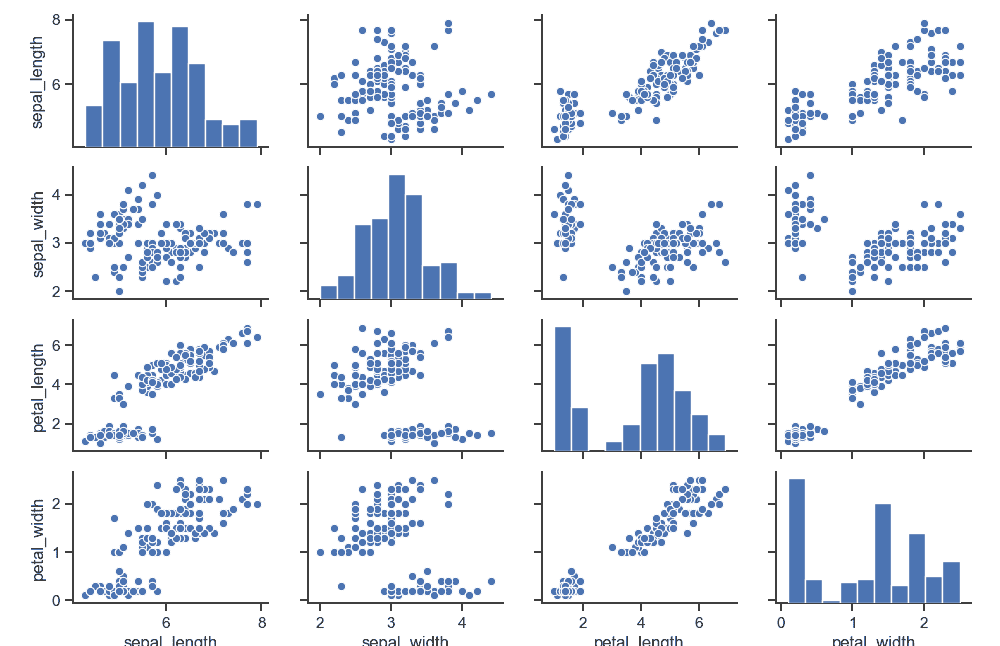 8
6
sepal_length
4
3
2
sepal_width
6
4
2
petal_length
2
1
0
petal_width
6 8
2 3 4
2 4 6
0 1 2
sepal_length sepal_width petal_length petal_width